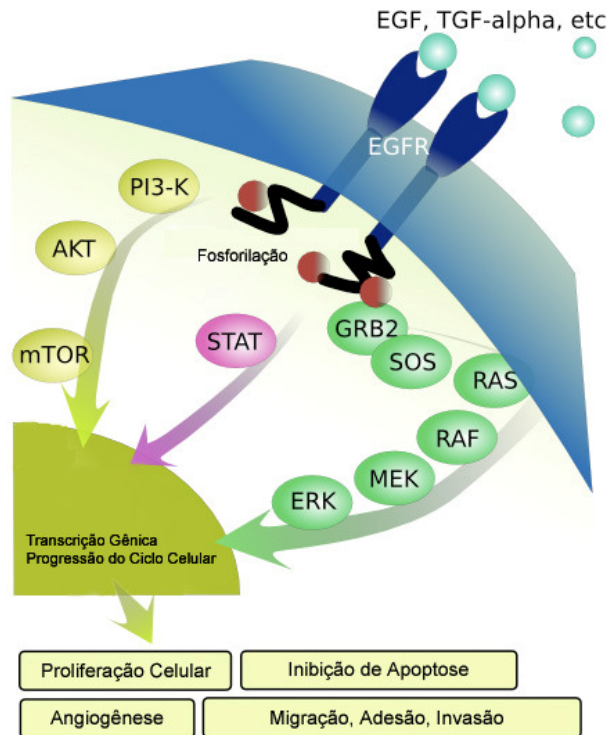 EGF, TGF-alpha, etc
EGFR
PI3-K
AKT
mTOR
Fosforilação
STAT
GRB2
SOS
RAS
RAF
MEK
ERK
Transcrição Gênica
Progressão do Ciclo Celular
Proliferação Celular
Inibição de Apoptose
Angiogênese
Migração, Adesão, Invasão